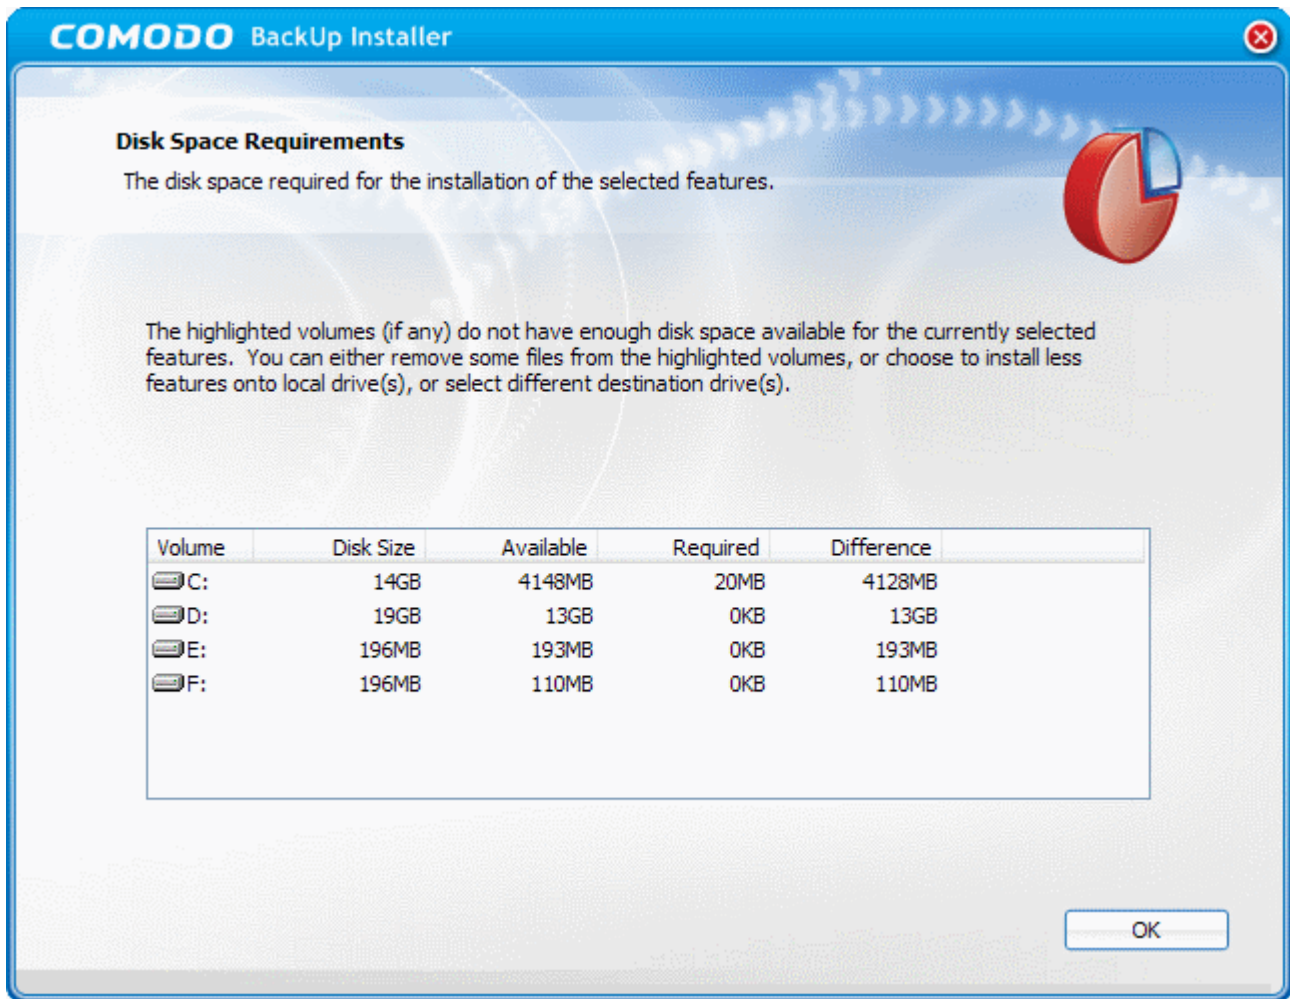 COMODO BackUp Installer
Disk Space Requirements
The disk space required for the installation of the selected features.
The highlighted volumes (if any) do not have enough disk space available for the currently selected
features.  You can either remove some files from the highlighted volumes, or choose to install less
features onto local drive(s), or select different destination drive(s).
Volume Disk Size Available Required Difference
C: 14GB 4148MB 20MB 4128MB
D: 19GB 13GB 0KB 13GB
E: 196MB 193MB 0KB 193MB
F: 196MB 110MB 0KB 110MB
OK